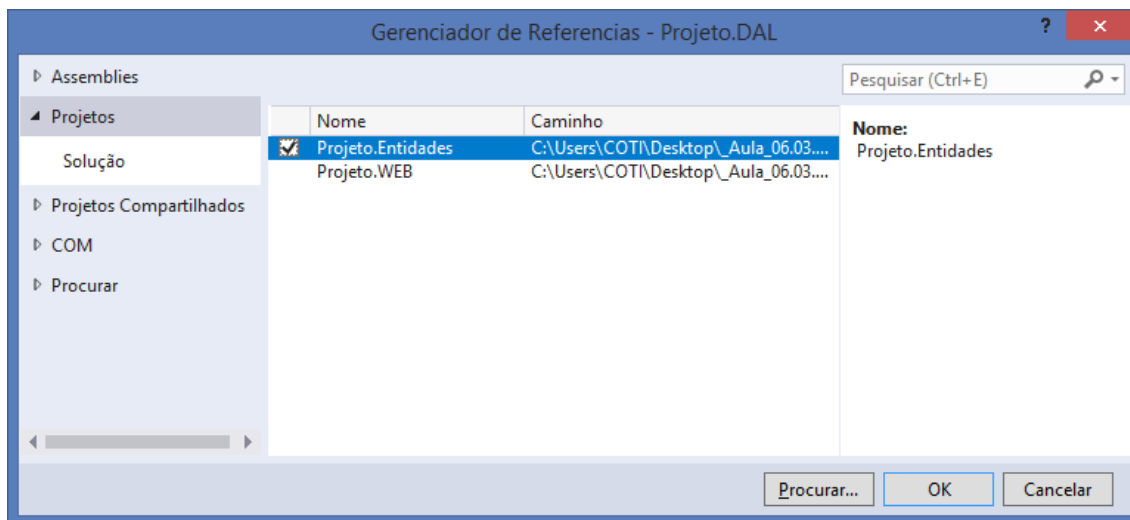 Gerenciador de Referencias - Projeto.DAL
?
Assemblies
Projetos
Solução
Projetos Compartilhados
COM
Procurar
Nome Caminho
Projeto.Entidades C:\Users\COTI\Desktop\_Aula_06.03....
Projeto.WEB C:\Users\COTI\Desktop\_Aula_06.03....
Pesquisar (Ctrl+E)
Nome:
Projeto.Entidades
Procurar... OK Cancelar